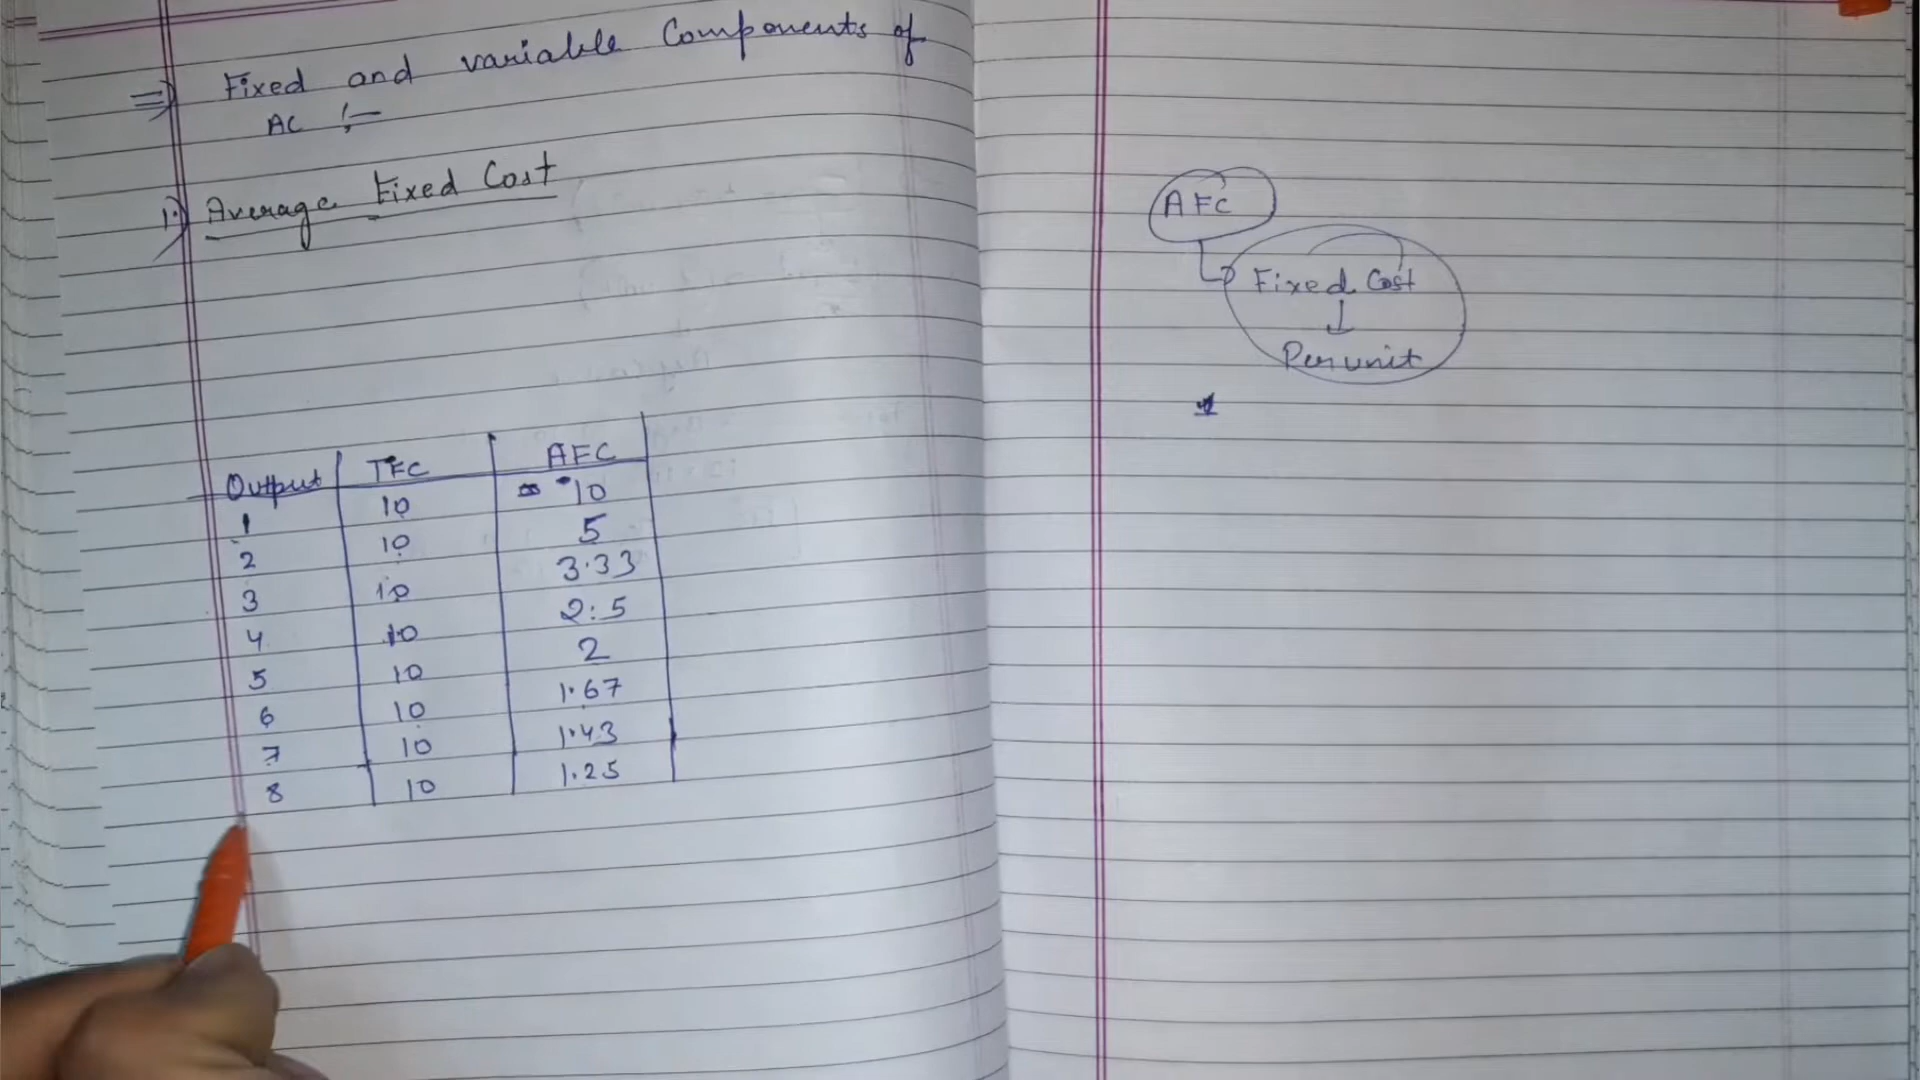 => Fixed and variable Components of
AC :-
1.) Average Fixed Cost
Output TFC AFC
1 10 10
2 10 5
3 10 3.33
4 10 2.5
5 10 2
6 10 1.67
7 10 1.43
8 10 1.25
AFC
Fixed Cost
↓
Per unit